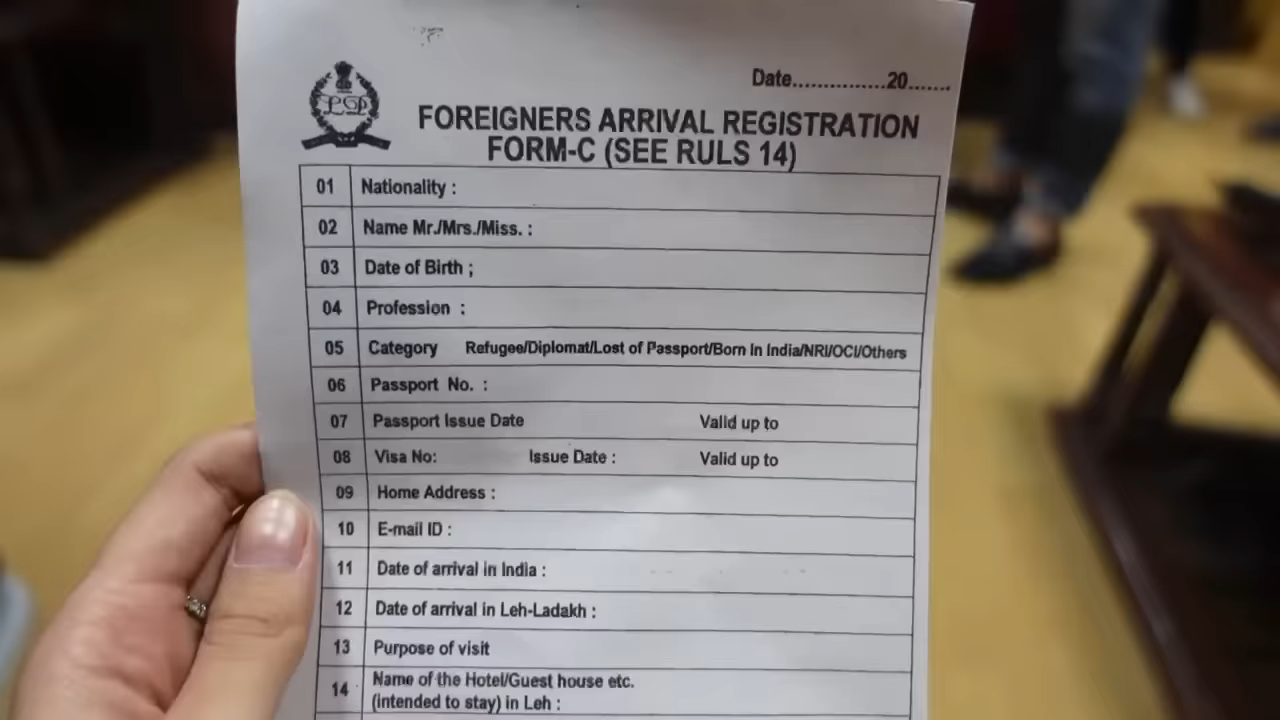 Date..............20......
LP
FOREIGNERS ARRIVAL REGISTRATION
FORM-C (SEE RULS 14)
01 Nationality :
02 Name Mr./Mrs./Miss. :
03 Date of Birth ;
04 Profession :
05 Category Refugee/Diplomat/Lost of Passport/Born In India/NRI/OCI/Others
06 Passport No. :
07 Passport Issue Date Valid up to
08 Visa No: Issue Date : Valid up to
09 Home Address :
10 E-mail ID :
11 Date of arrival in India :
12 Date of arrival in Leh-Ladakh :
13 Purpose of visit
14 Name of the Hotel/Guest house etc.
(intended to stay) in Leh :